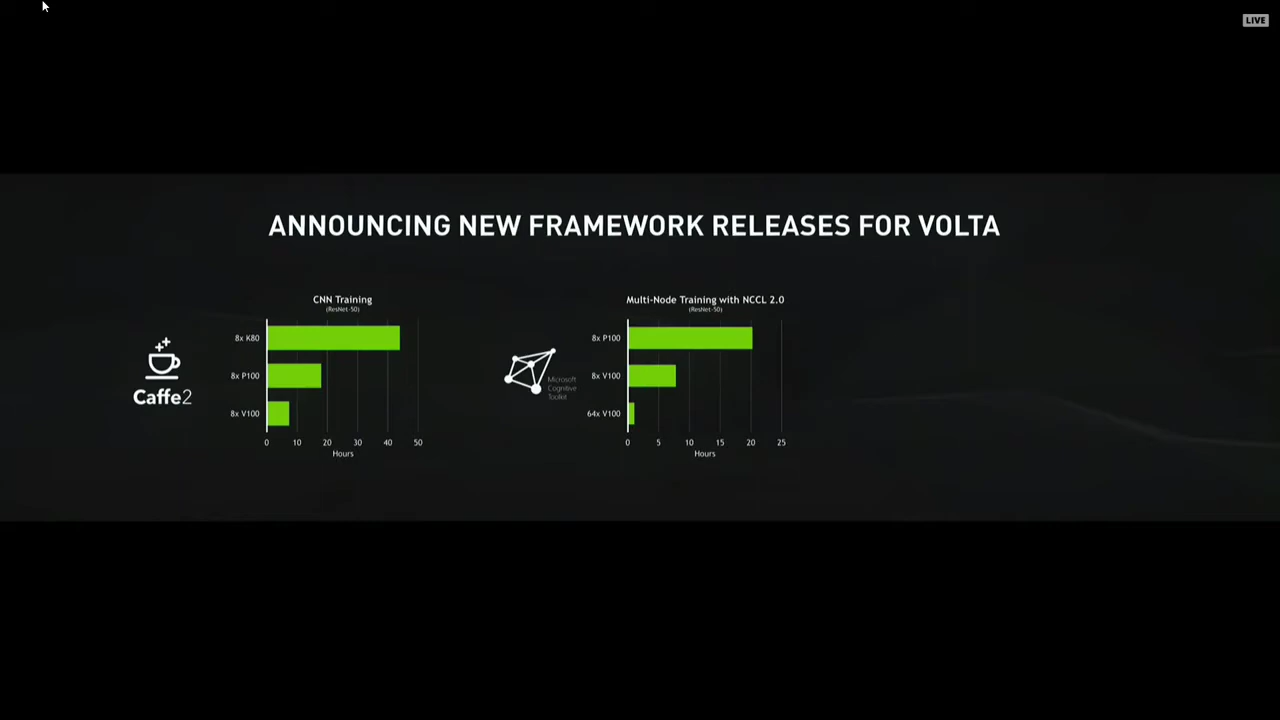 LIVE
ANNOUNCING NEW FRAMEWORK RELEASES FOR VOLTA
CNN Training
(ResNet-50)
8x K80
8x P100
8x V100
0 10 20 30 40 50
Hours
Caffe2
Multi-Node Training with NCCL 2.0
(ResNet-50)
8x P100
8x V100
64x V100
0 5 10 15 20 25
Hours
Microsoft
Cognitive
Toolkit